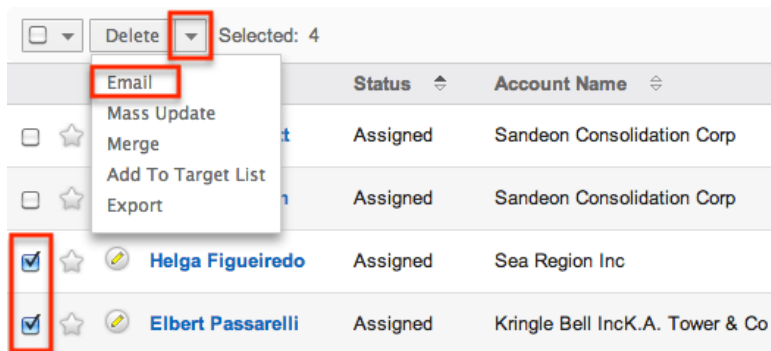 Delete Selected: 4
Email
Status Account Name
Mass Update
Merge
tt Assigned Sandeon Consolidation Corp
Add To Target List
Export
Assigned Sandeon Consolidation Corp
Helga Figueiredo Assigned Sea Region Inc
Elbert Passarelli Assigned Kringle Bell IncK.A. Tower & Co